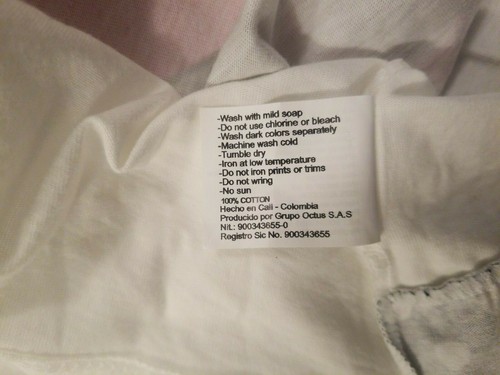 -Wash with mild soap
-Do not use chlorine or bleach
-Wash dark colors separately
-Machine wash cold
-Tumble dry
-Iron at low temperature
-Do not iron prints or trims
-Do not wring
-No sun
100% COTTON
Hecho en Cali - Colombia
Producido por Grupo Octus S.A.S
Nit.: 900343655-0
Registro Sic No. 900343655